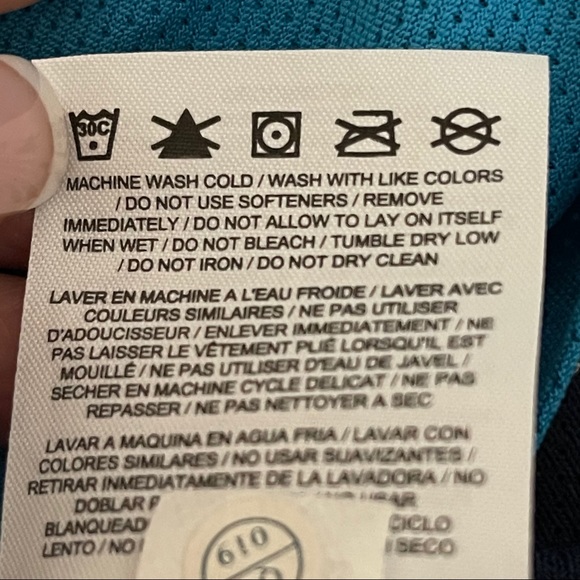 30C
MACHINE WASH COLD / WASH WITH LIKE COLORS
/ DO NOT USE SOFTENERS / REMOVE
IMMEDIATELY / DO NOT ALLOW TO LAY ON ITSELF
WHEN WET / DO NOT BLEACH / TUMBLE DRY LOW
/ DO NOT IRON / DO NOT DRY CLEAN
LAVER EN MACHINE A L'EAU FROIDE / LAVER AVEC
COULEURS SIMILAIRES / NE PAS UTILISER
D'ADOUCISSEUR / ENLEVER IMMEDIATEMENT / NE
PAS LAISSER LE VÊTEMENT PLIÉ LORSQU'IL EST
MOUILLÉ / NE PAS UTILISER D'EAU DE JAVEL /
SECHER EN MACHINE CYCLE DELICAT / NE PAS
REPASSER / NE PAS NETTOYER A SEC
LAVAR A MAQUINA EN AGUA FRIA / LAVAR CON
COLORES SIMILARES / NO USAR SUAVIZANTES /
RETIRAR INMEDIATAMENTE DE LA LAVADORA / NO
DOBLAR USAR
BLANQUEAD CICLO
LENTO / NO SECO
610